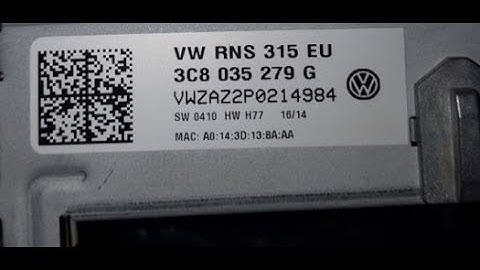 VW RNS 315 EU
3C8 035 279 G
VWZAZ2P0214984
SW 0410 HW H77 16/14
MAC: A0:14:3D:13:8A:AA